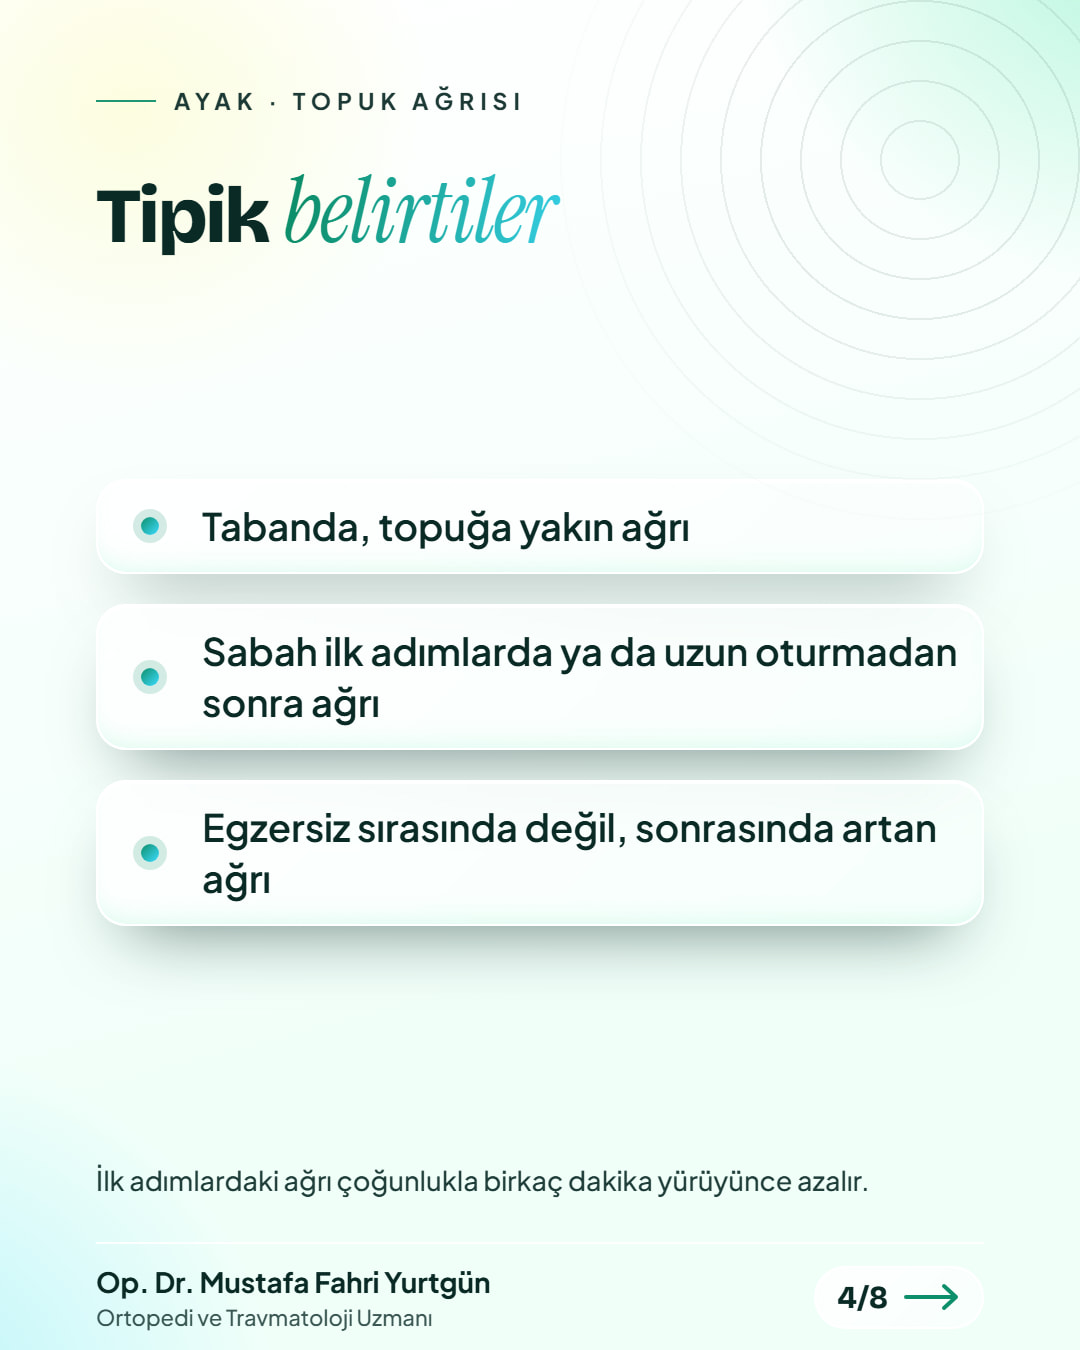 AYAK · TOPUK AĞRISI
Tipik belirtiler
Tabanda, topuğa yakın ağrı
Sabah ilk adımlarda ya da uzun oturmadan
sonra ağrı
Egzersiz sırasında değil, sonrasında artan
ağrı
İlk adımlardaki ağrı çoğunlukla birkaç dakika yürüyünce azalır.
Op. Dr. Mustafa Fahri Yurtgün
Ortopedi ve Travmatoloji Uzmanı
4/8